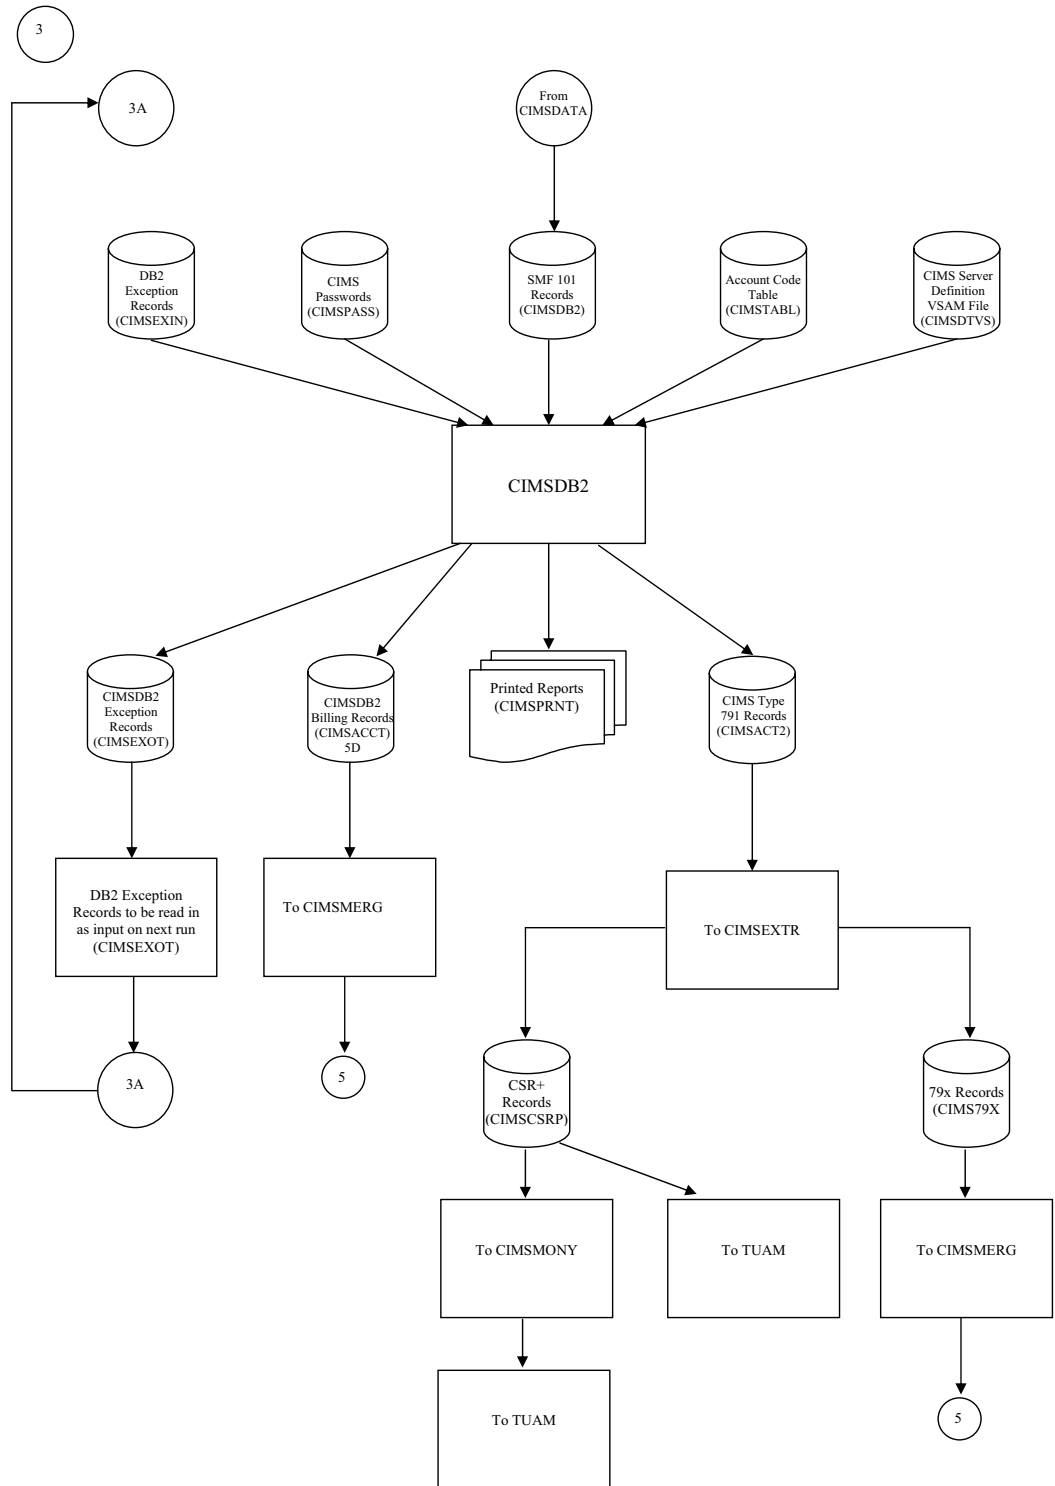 3
3A
From
CIMSDATA
DB2
Exception
Records
(CIMSEXIN)
CIMS
Passwords
(CIMSPASS)
SMF 101
Records
(CIMSDB2)
Account Code
Table
(CIMSTABL)
CIMS Server
Definition
VSAM File
(CIMSDTVS)
CIMSDB2
CIMSDB2
Exception
Records
(CIMSEXOT)
CIMSDB2
Billing Records
(CIMSACCT)
5D
Printed Reports
(CIMSPRNT)
CIMS Type
791 Records
(CIMSACT2)
DB2 Exception
Records to be read in
as input on next run
(CIMSEXOT)
To CIMSMERG
To CIMSEXTR
3A
5
CSR+
Records
(CIMSCSRP)
79x Records
(CIMS79X
To CIMSMONY
To TUAM
To CIMSMERG
To TUAM
5